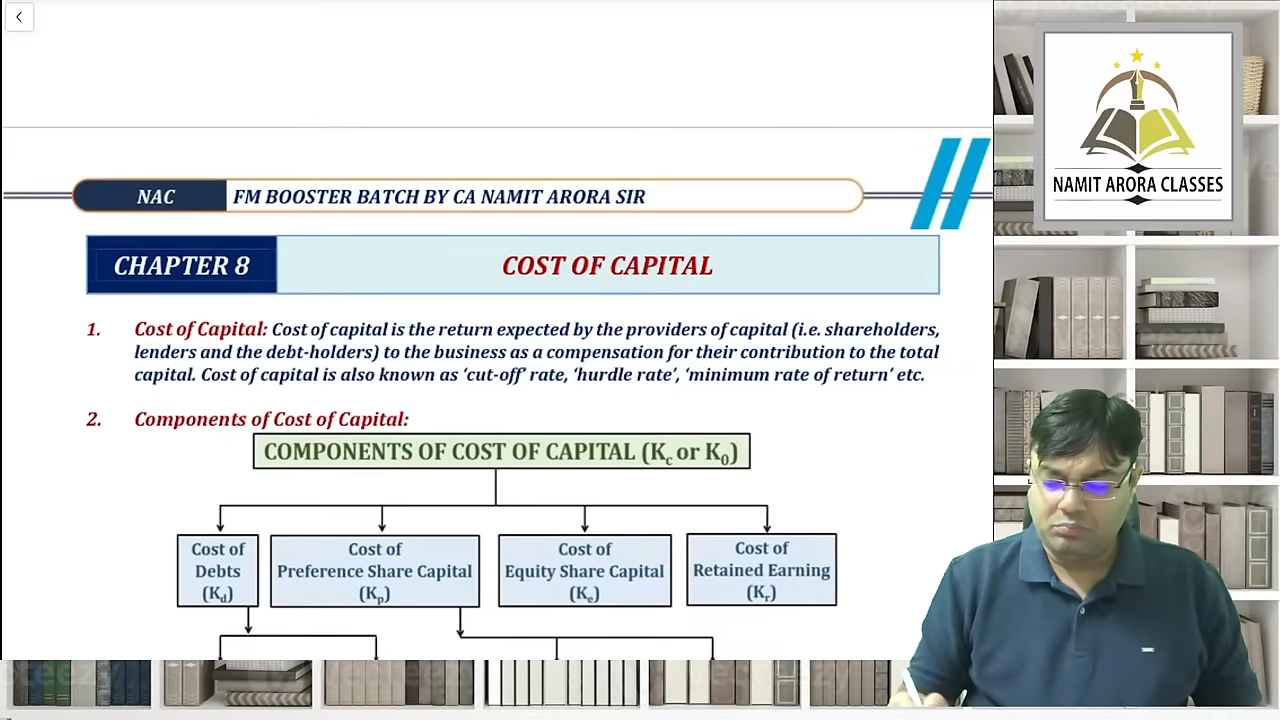 NAC
FM BOOSTER BATCH BY CA NAMIT ARORA SIR
CHAPTER 8
COST OF CAPITAL
1. Cost of Capital: Cost of capital is the return expected by the providers of capital (i.e. shareholders,
lenders and the debt-holders) to the business as a compensation for their contribution to the total
capital. Cost of capital is also known as ‘cut-off’ rate, ‘hurdle rate’, ‘minimum rate of return’ etc.
2. Components of Cost of Capital:
COMPONENTS OF COST OF CAPITAL (Kc or K0)
Cost of
Debts
(Kd)
Cost of
Preference Share Capital
(Kp)
Cost of
Equity Share Capital
(Ke)
Cost of
Retained Earning
(Kr)
NAMIT ARORA CLASSES